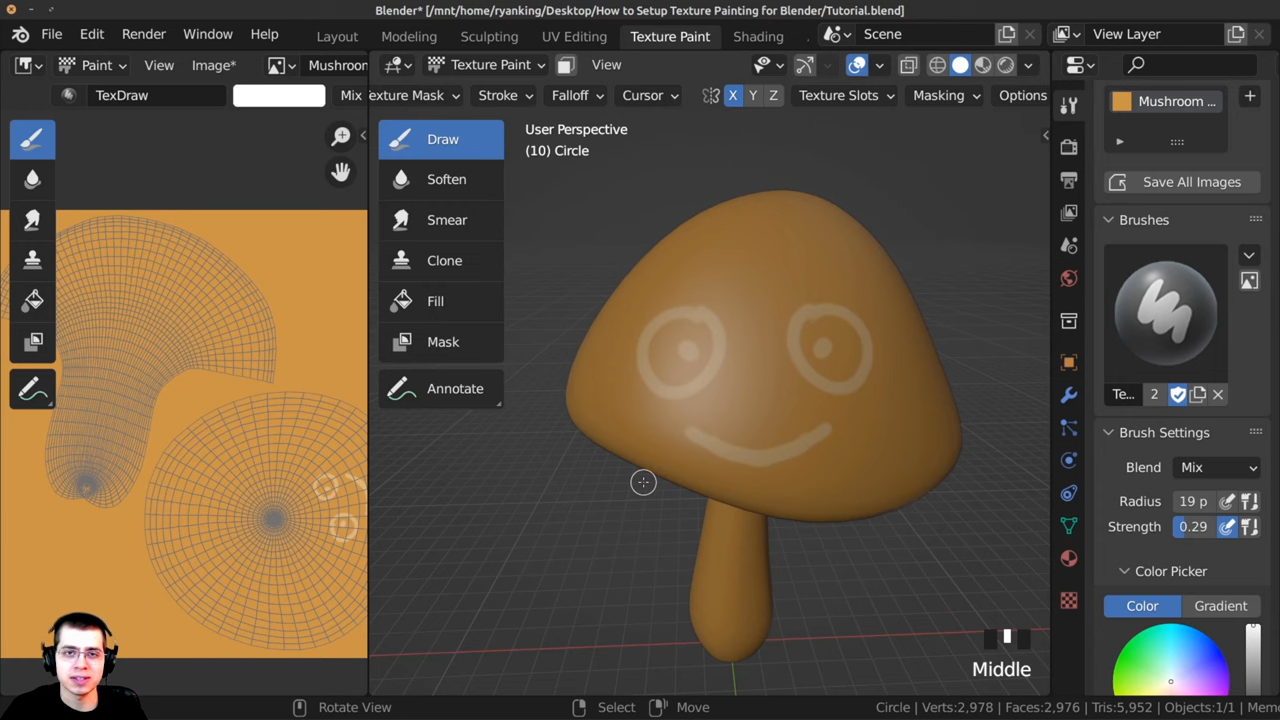 Blender* [/mnt/home/ryanking/Desktop/How to Setup Texture Painting for Blender/Tutorial.blend]
File Edit Render Window Help Layout Modeling Sculpting UV Editing Texture Paint Shading Scene View Layer
Paint View Image* Mushroom Texture Paint View
TexDraw Mix Texture Mask Stroke Falloff Cursor X Y Z Texture Slots Masking Options
Mushroom ...
Draw
User Perspective
(10) Circle
Soften
Save All Images
Smear
Brushes
Clone
Fill
Mask
Annotate
Te... 2
Brush Settings
Blend Mix
Radius 19 p
Strength 0.29
Color Picker
Color Gradient
Middle
Rotate View Select Move Circle | Verts:2,978 | Faces:2,976 | Tris:5,952 | Objects:1/1 | Memo